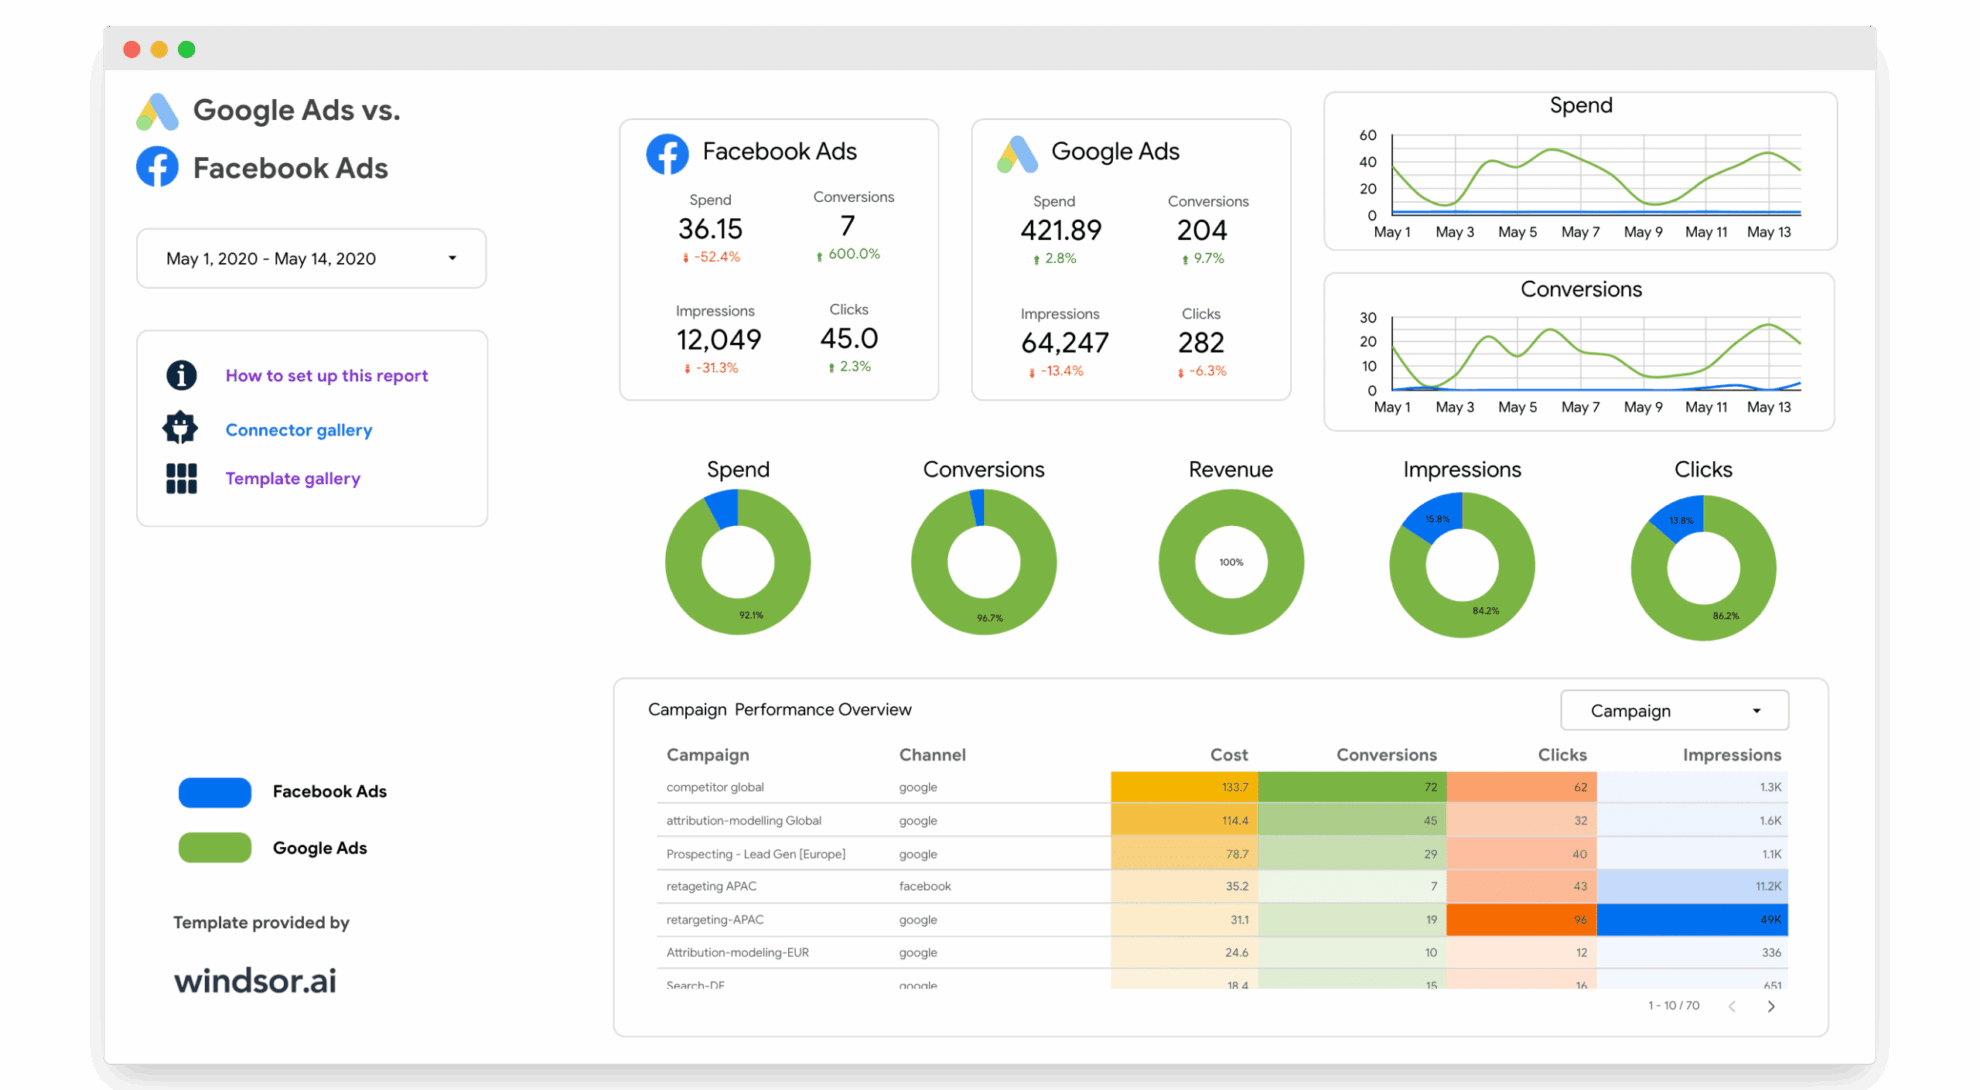 Google Ads vs.
Facebook Ads
May 1, 2020 - May 14, 2020
How to set up this report
Connector gallery
Template gallery
Facebook Ads
Google Ads
Template provided by
windsor.ai
Facebook Ads
Spend
Conversions
36.15
7
-52.4%
600.0%
Impressions
Clicks
12,049
45.0
-31.3%
2.3%
Google Ads
Spend
Conversions
421.89
204
2.8%
9.7%
Impressions
Clicks
64,247
282
-13.4%
-6.3%
Spend
60
40
20
0
May 1 May 3 May 5 May 7 May 9 May 11 May 13
Conversions
30
20
10
0
May 1 May 3 May 5 May 7 May 9 May 11 May 13
Spend
92.1%
Conversions
96.7%
Revenue
100%
Impressions
15.8%
84.2%
Clicks
13.8%
86.2%
Campaign Performance Overview
Campaign
Campaign Channel Cost Conversions Clicks Impressions
competitor global google 133.7 72 62 1.3K
attribution-modelling Global google 114.4 45 32 1.6K
Prospecting - Lead Gen [Europe] google 78.7 29 40 1.1K
retageting APAC facebook 35.2 7 43 11.2K
retargeting-APAC google 31.1 19 96 49K
Attribution-modeling-EUR google 24.6 10 12 336
Search-DE google 18.4 15 16 651
1 - 10 / 70